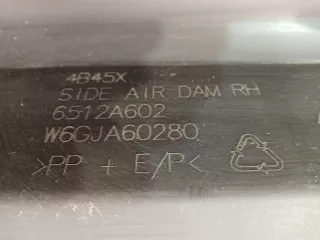 4B45X
SIDE AIR DAM RH
6512A602
W6GJA60280
>PP + E/P<